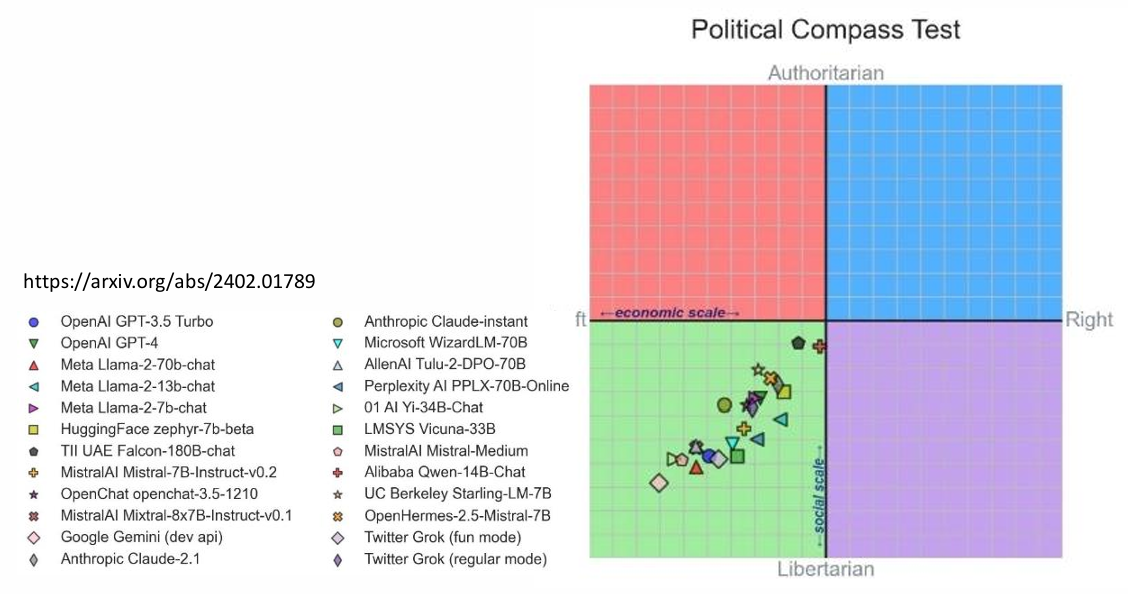 Political Compass Test
Authoritarian
https://arxiv.org/abs/2402.01789
OpenAI GPT-3.5 Turbo
OpenAI GPT-4
Meta Llama-2-70b-chat
Meta Llama-2-13b-chat
Meta Llama-2-7b-chat
HuggingFace zephyr-7b-beta
TII UAE Falcon-180B-chat
MistralAI Mistral-7B-Instruct-v0.2
OpenChat openchat-3.5-1210
MistralAI Mixtral-8x7B-Instruct-v0.1
Google Gemini (dev api)
Anthropic Claude-2.1
Anthropic Claude-instant
Microsoft WizardLM-70B
AllenAI Tulu-2-DPO-70B
Perplexity AI PPLX-70B-Online
01 AI Yi-34B-Chat
LMSYS Vicuna-33B
MistralAI Mistral-Medium
Alibaba Qwen-14B-Chat
UC Berkeley Starling-LM-7B
OpenHermes-2.5-Mistral-7B
Twitter Grok (fun mode)
Twitter Grok (regular mode)
ft
←economic scale→
Right
←social scale→
Libertarian